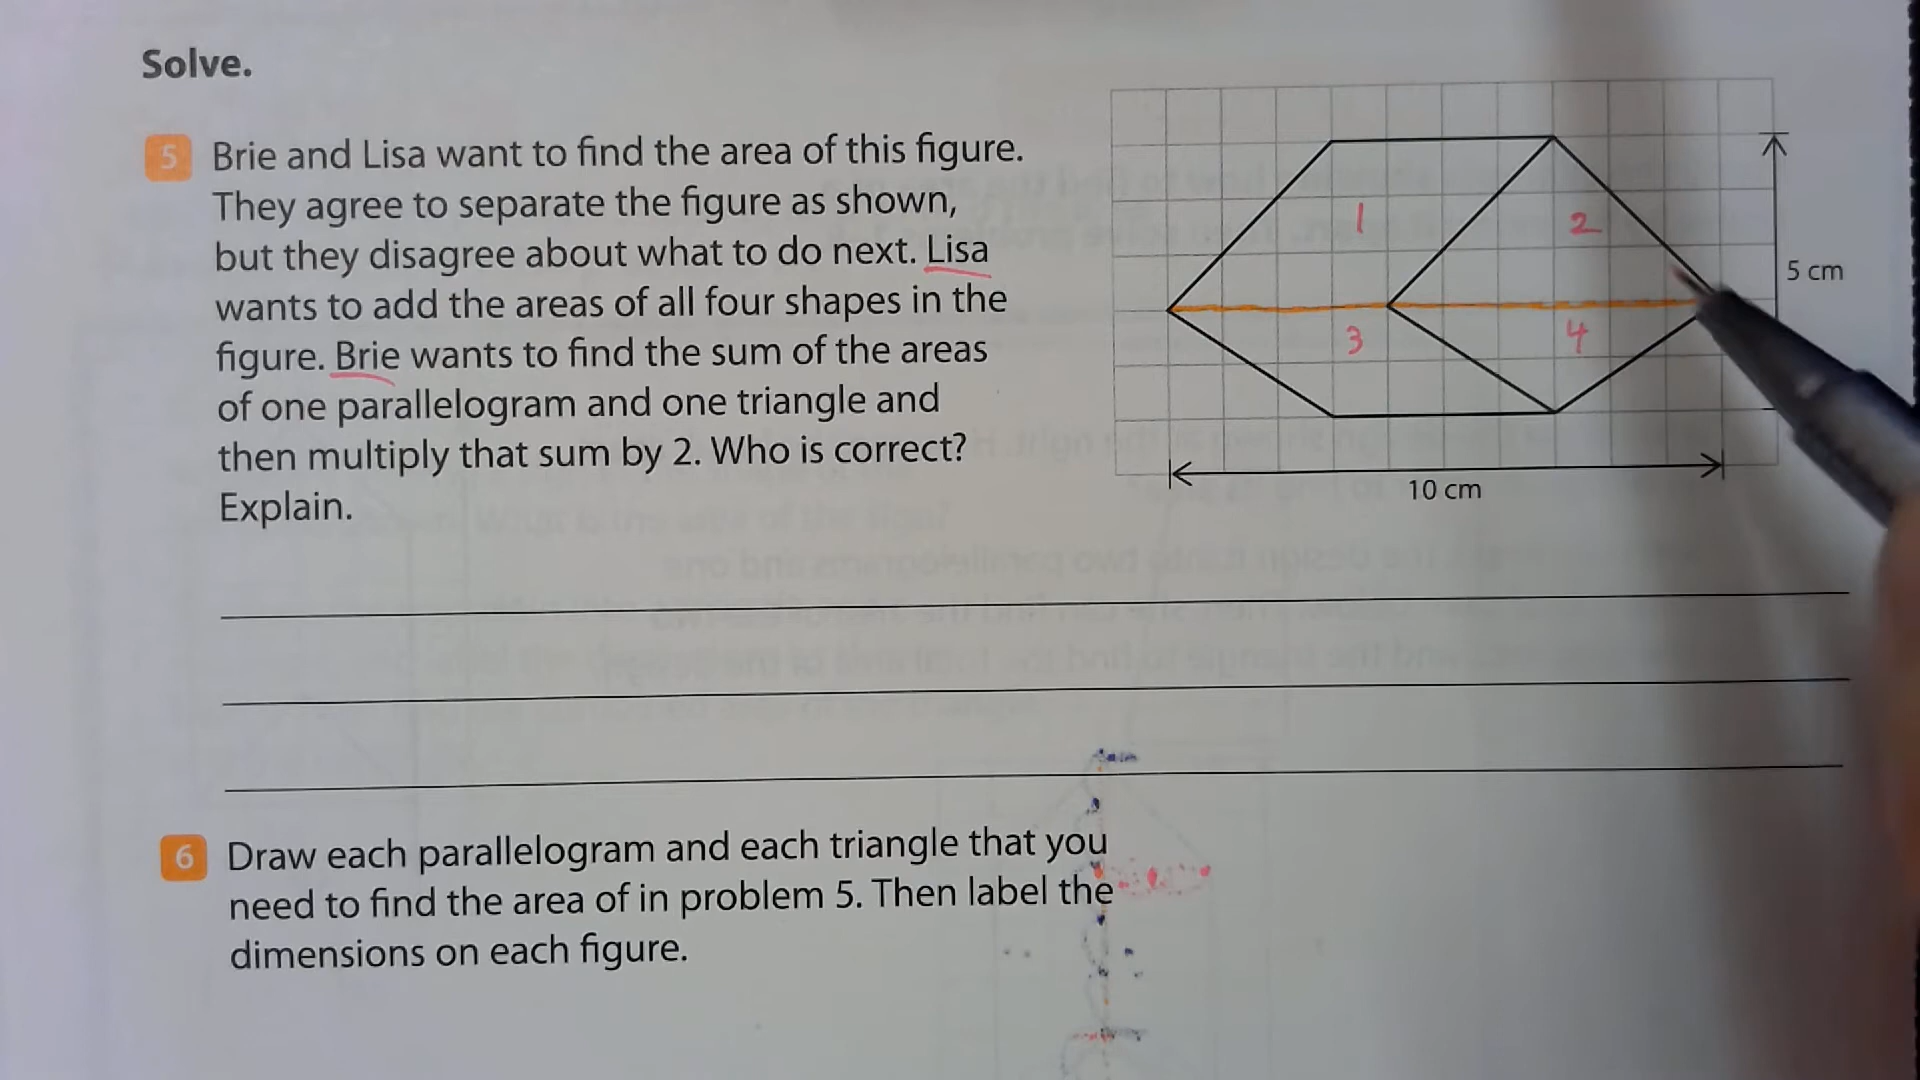 Solve.
5 Brie and Lisa want to find the area of this figure.
They agree to separate the figure as shown,
but they disagree about what to do next. Lisa
wants to add the areas of all four shapes in the
figure. Brie wants to find the sum of the areas
of one parallelogram and one triangle and
then multiply that sum by 2. Who is correct?
Explain.
1 2
3 4
5 cm
10 cm
6 Draw each parallelogram and each triangle that you
need to find the area of in problem 5. Then label the
dimensions on each figure.